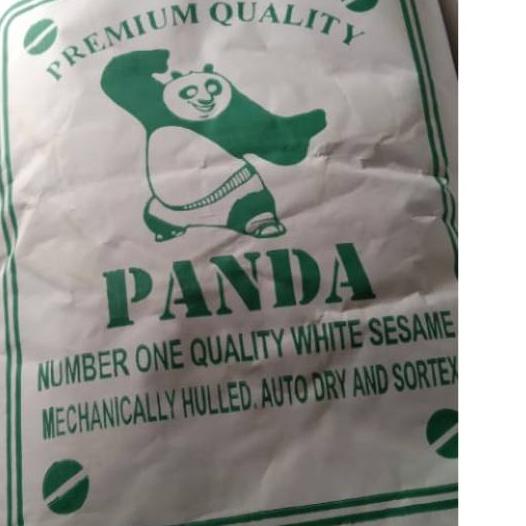 PREMIUM QUALITY
PANDA
NUMBER ONE QUALITY WHITE SESAME
MECHANICALLY HULLED. AUTO DRY AND SORTEX